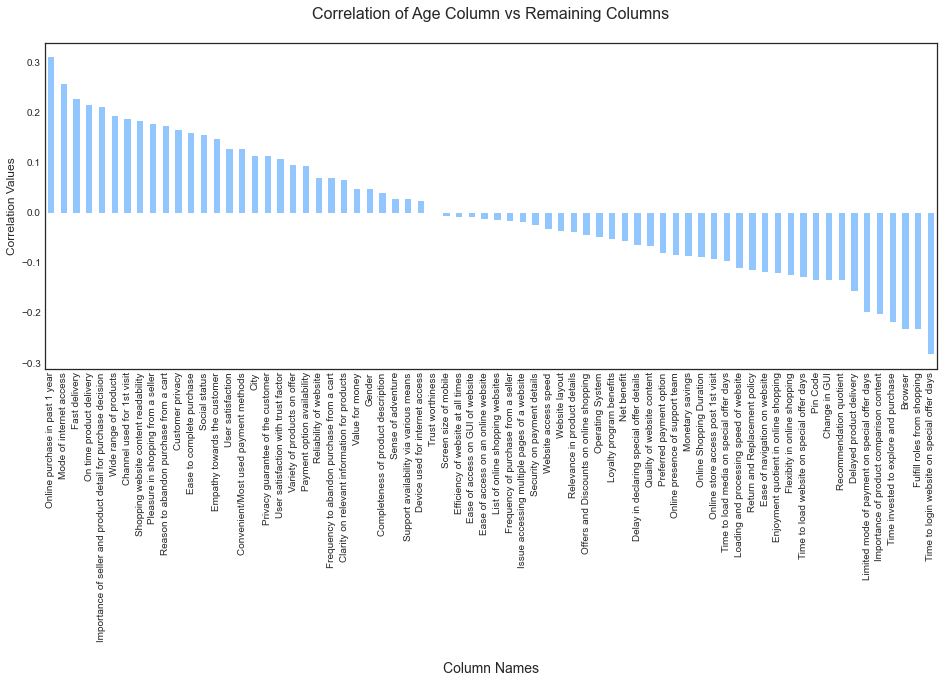 Correlation of Age Column vs Remaining Columns
Correlation Values
0.3
0.2
0.1
0.0
−0.1
−0.2
−0.3
Online purchase in past 1 year
Mode of internet access
Fast delivery
On time product delivery
Importance of seller and product detail for purchase decision
Wide range of products
Channel used for 1st visit
Shopping website content readability
Pleasure in shopping from a seller
Reason to abandon purchase from a cart
Customer privacy
Ease to complete purchase
Social status
Empathy towards the customer
User satisfaction
Convenient/Most used payment methods
City
Privacy guarantee of the customer
User satisfaction with trust factor
Variety of products on offer
Payment option availability
Reliability of website
Frequency to abandon purchase from a cart
Clarity on relevant information for products
Value for money
Gender
Completeness of product description
Sense of adventure
Support availability via various means
Device used for internet access
Trust worthiness
Screen size of mobile
Efficiency of website at all times
Ease of access on GUI of website
Ease of access on an online website
List of online shopping websites
Frequency of purchase from a seller
Issue accessing multiple pages of a website
Security on payment details
Website access speed
Website layout
Relevance in product details
Offers and Discounts on online shopping
Operating System
Loyalty program benefits
Net benefit
Delay in declaring special offer details
Quality of website content
Preferred payment option
Online presence of support team
Monetary savings
Online Shopping Duration
Online store access post 1st visit
Time to load media on special offer days
Loading and processing speed of website
Return and Replacement policy
Ease of navigation on website
Enjoyment quotient in online shopping
Flexibity in online shopping
Time to load website on special offer days
Pin Code
Change in GUI
Recommendation quotient
Delayed product delivery
Limited mode of payment on special offer days
Importance of product comparison content
Time invested to explore and purchase
Browser
Fulfill roles from shopping
Time to login website on special offer days
Column Names